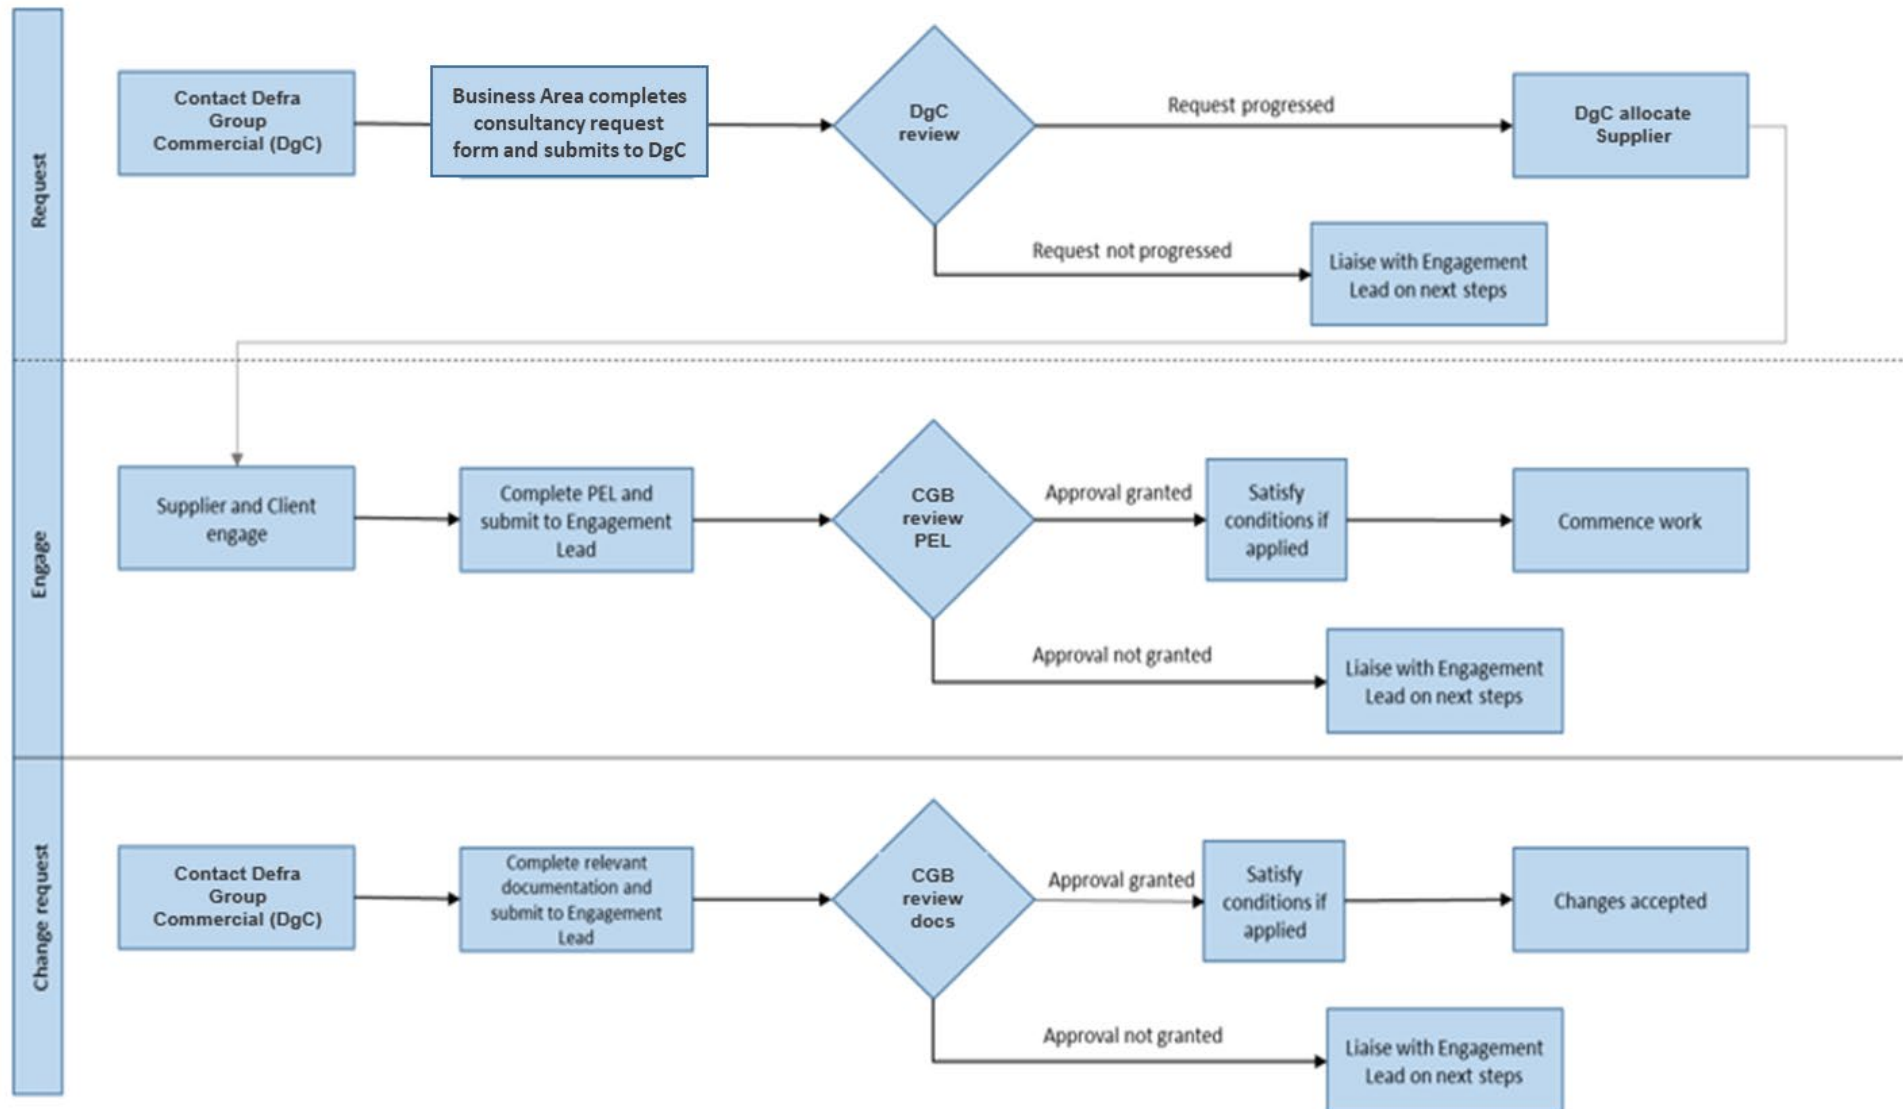 Request
Contact Defra
Group
Commercial (DgC)
Business Area completes
consultancy request
form and submits to DgC
DgC
review
Request progressed
DgC allocate
Supplier
Request not progressed
Liaise with Engagement
Lead on next steps
Engage
Supplier and Client
engage
Complete PEL and
submit to Engagement
Lead
CGB
review
PEL
Approval granted
Satisfy
conditions if
applied
Commence work
Approval not granted
Liaise with Engagement
Lead on next steps
Change request
Contact Defra
Group
Commercial (DgC)
Complete relevant
documentation and
submit to Engagement
Lead
CGB
review
docs
Approval granted
Satisfy
conditions if
applied
Changes accepted
Approval not granted
Liaise with Engagement
Lead on next steps